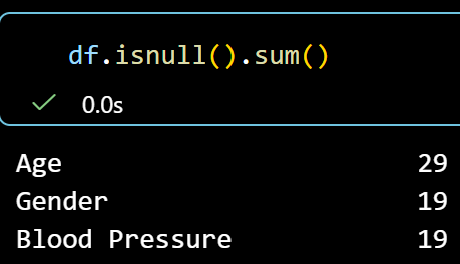 df.isnull().sum()
0.0s
Age 29
Gender 19
Blood Pressure 19